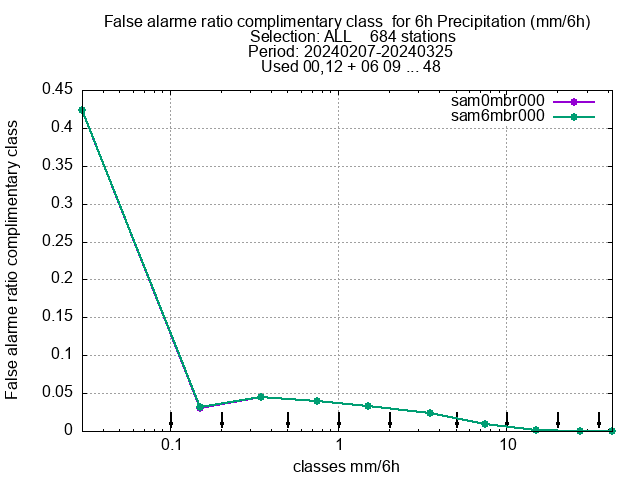 False alarme ratio complimentary class  for 6h Precipitation (mm/6h)
Selection: ALL    684 stations
Period: 20240207-20240325
Used 00,12 + 06 09 ... 48
sam0mbr000
sam6mbr000
0.45
0.4
0.35
0.3
0.25
0.2
0.15
0.1
0.05
0
False alarme ratio complimentary class
0.1
1
10
classes mm/6h